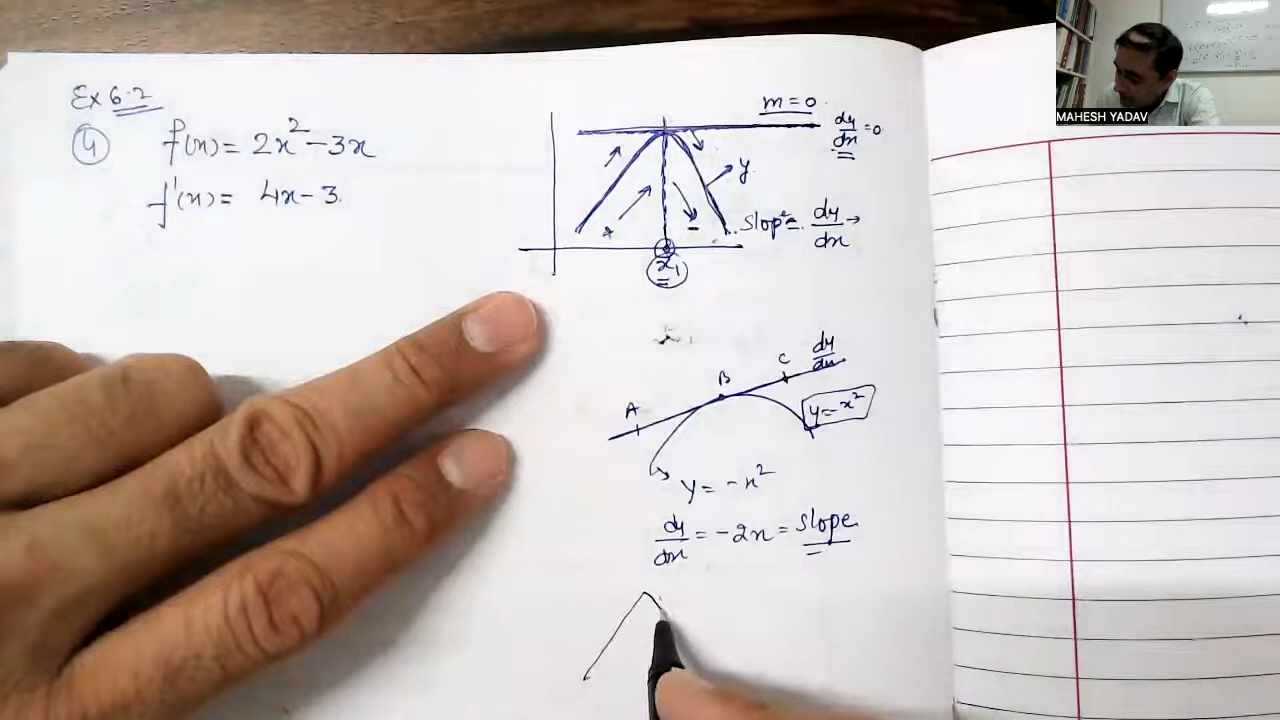 Ex 6.2
4
f(x) = 2x² - 3x
f'(x) = 4x - 3.
m = 0
dy/dx = 0
y
+
-
Slope = dy/dx →
x₁
A
B
C
dy/dx
y = -x²
y = -x²
dy/dx = -2x = slope
MAHESH YADAV